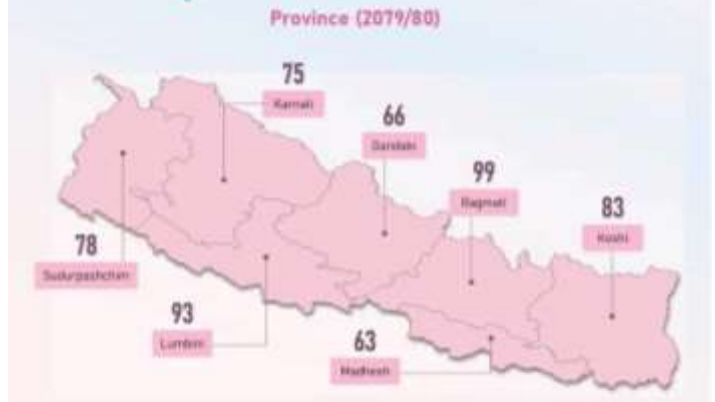 Province (2079/80)
75
Karnali
66
Gandaki
99
Bagmati
83
Koshi
78
Sudurpashchim
93
Lumbini
63
Madhesh